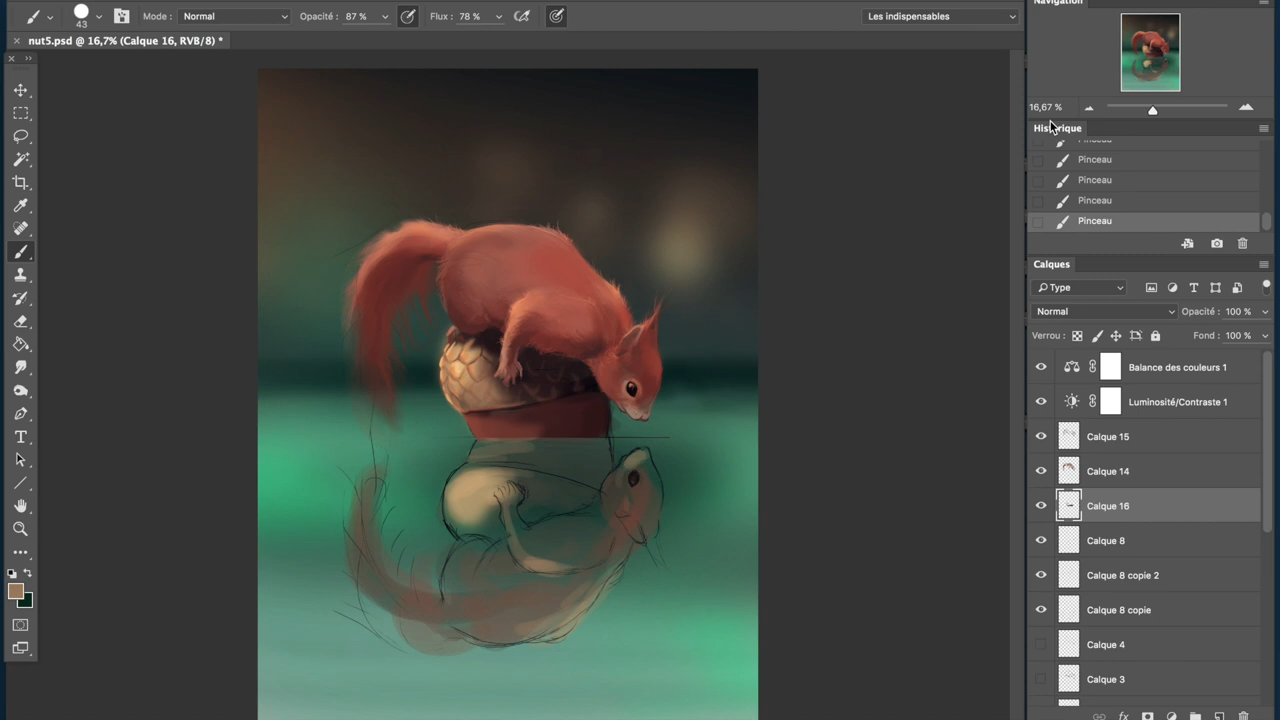 43
Mode : Normal
Opacité : 87 %
Flux : 78 %
Les indispensables
nut5.psd @ 16,7% (Calque 16, RVB/8) *
Navigation
16,67 %
Historique
Pinceau
Pinceau
Pinceau
Pinceau
Pinceau
Calques
Type
Normal
Opacité : 100 %
Verrou :
Fond : 100 %
Balance des couleurs 1
Luminosité/Contraste 1
Calque 15
Calque 14
Calque 16
Calque 8
Calque 8 copie 2
Calque 8 copie
Calque 4
Calque 3
fx